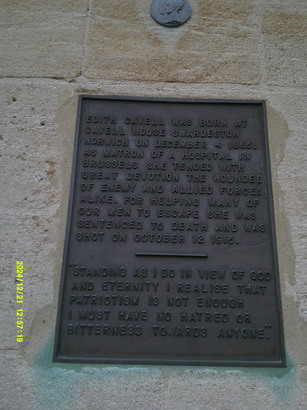 EDITH CAVELL WAS BORN AT
CAVELL HOUSE SWARDESTON
NORWICH ON DECEMBER 4 1865.
AS MATRON OF A HOSPITAL IN
BRUSSELS SHE TENDED WITH
GREAT DEVOTION THE WOUNDED
OF ENEMY AND ALLIED FORCES
ALIKE. FOR HELPING MANY OF
OUR MEN TO ESCAPE SHE WAS
SENTENCED TO DEATH AND WAS
SHOT ON OCTOBER 12 1915.
"STANDING AS I DO IN VIEW OF GOD
AND ETERNITY I REALISE THAT
PATRIOTISM IS NOT ENOUGH
I MUST HAVE NO HATRED OR
BITTERNESS TOWARDS ANYONE."
2024/12/21 12:57:19